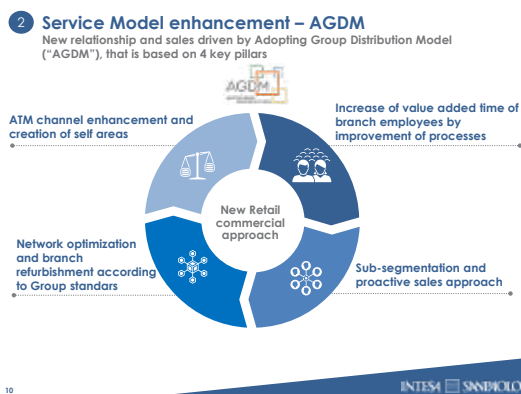 2
Service Model enhancement – AGDM
New relationship and sales driven by Adopting Group Distribution Model
("AGDM"), that is based on 4 key pillars
AGDM
ATM channel enhancement and
creation of self areas
Increase of value added time of
branch employees by
improvement of processes
New Retail
commercial
approach
Network optimization
and branch
refurbishment according
to Group standars
Sub-segmentation and
proactive sales approach
10
INTESA SANPAOLO